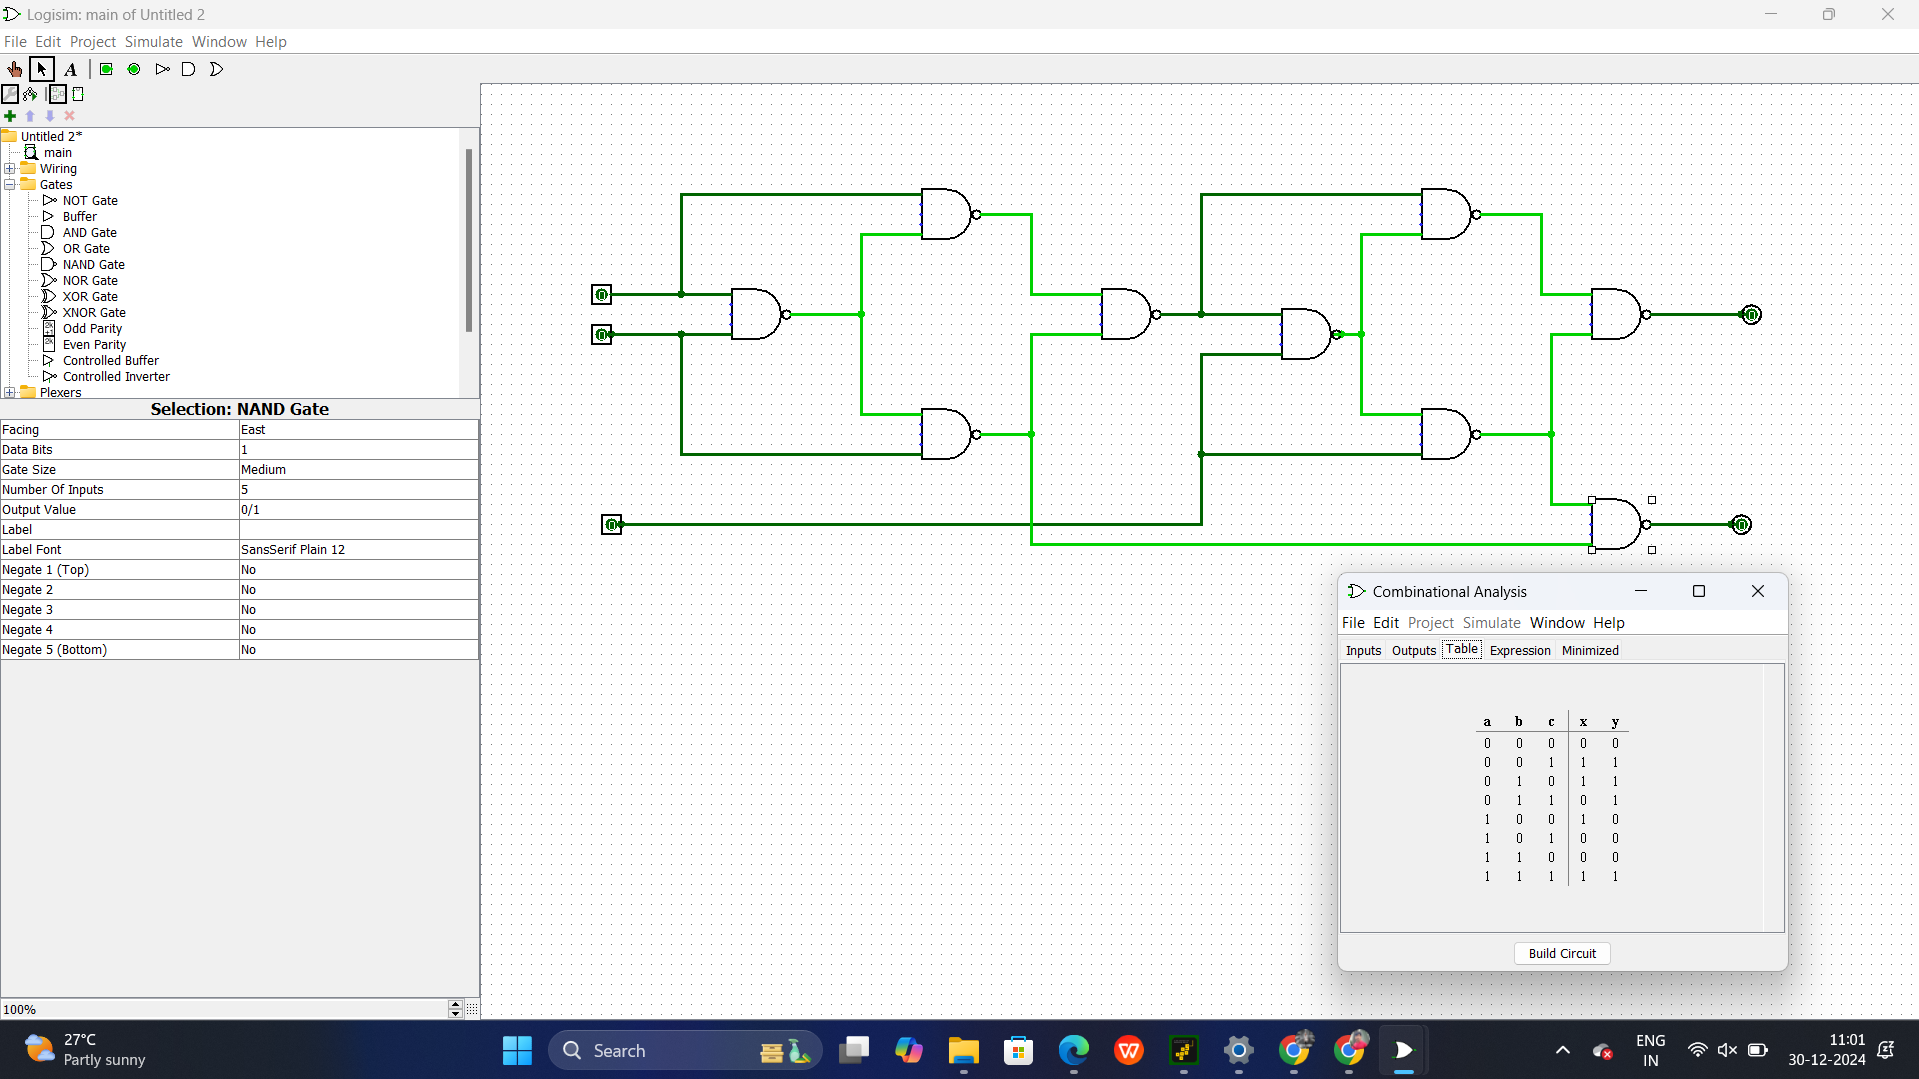 Logisim: main of Untitled 2
File Edit Project Simulate Window Help
A
Untitled 2*
main
Wiring
Gates
NOT Gate
Buffer
AND Gate
OR Gate
NAND Gate
NOR Gate
XOR Gate
XNOR Gate
Odd Parity
Even Parity
Controlled Buffer
Controlled Inverter
Plexers
Selection: NAND Gate
Facing East
Data Bits 1
Gate Size Medium
Number Of Inputs 5
Output Value 0/1
Label
Label Font SansSerif Plain 12
Negate 1 (Top) No
Negate 2 No
Negate 3 No
Negate 4 No
Negate 5 (Bottom) No
100%
0
0
0
0
0
Combinational Analysis
File Edit Project Simulate Window Help
Inputs Outputs Table Expression Minimized
a b c x y
0 0 0 0 0
0 0 1 1 1
0 1 0 1 1
0 1 1 0 1
1 0 0 1 0
1 0 1 0 0
1 1 0 0 0
1 1 1 1 1
Build Circuit
27°C
Partly sunny
Search
W
ENG
IN
11:01
30-12-2024